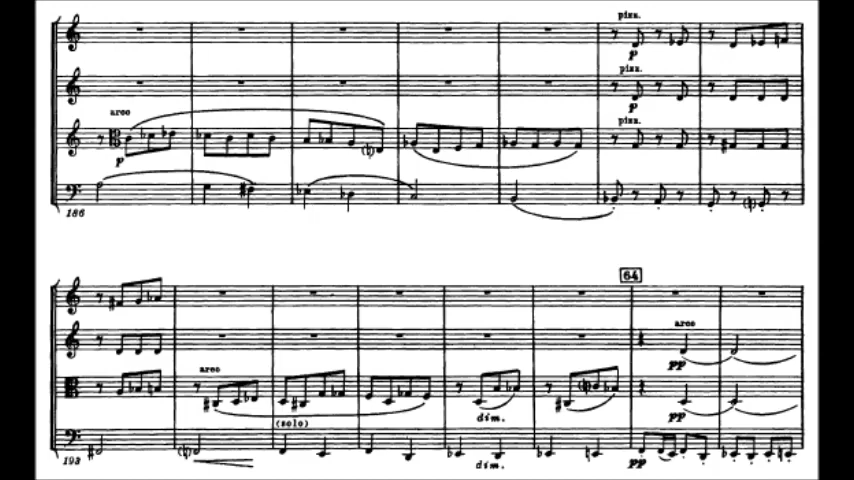 pizz.
p
pizz.
p
arco
pizz.
p
186
64
arco
pp
arco
pp
dim.
(solo)
193
dim.
pp